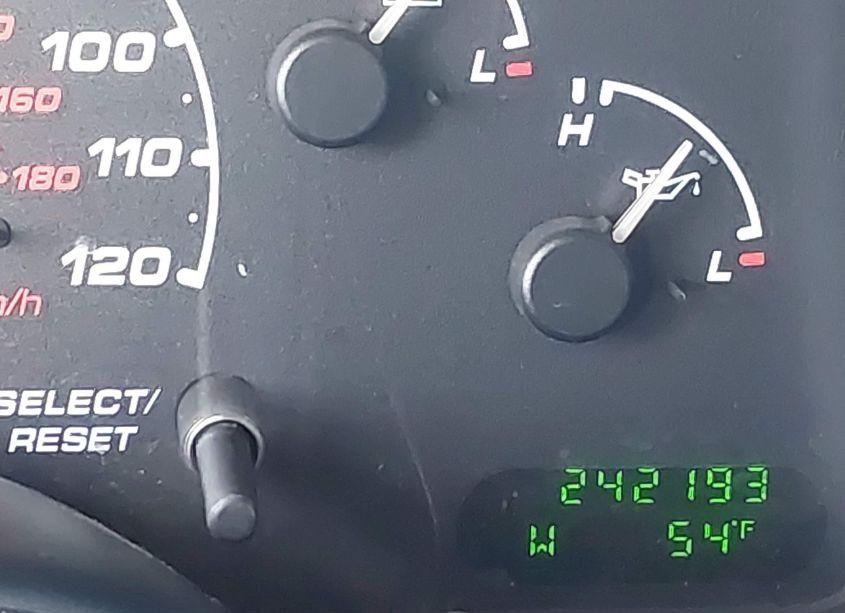 100
L
160
H
110
180
120
L
SELECT/
RESET
242193
W 54°F